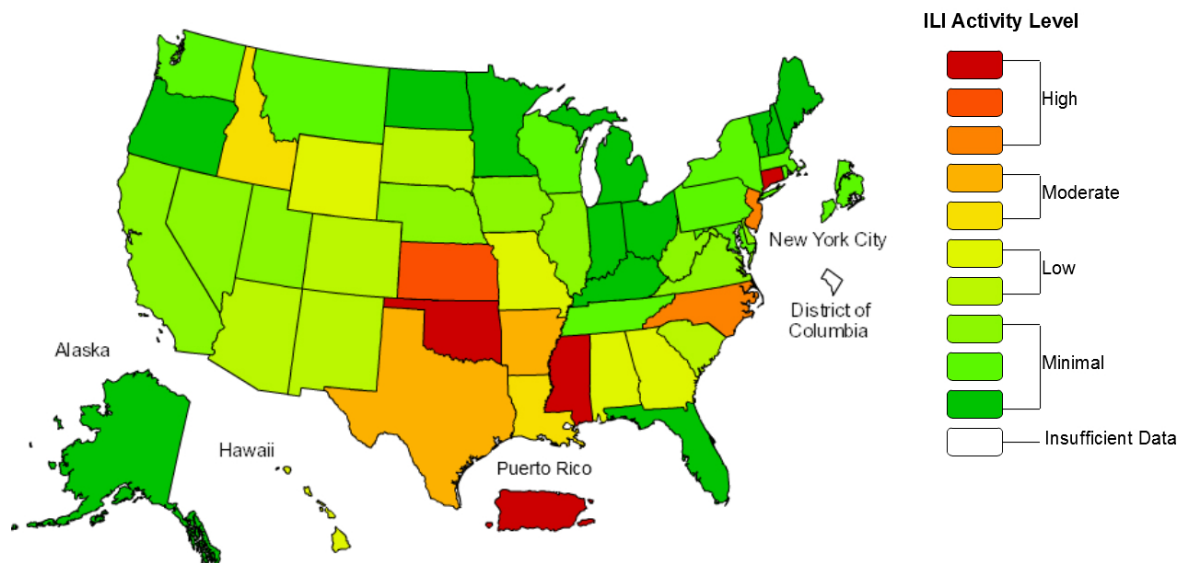 ILI Activity Level
High
Moderate
Low
Minimal
Insufficient Data
New York City
District of
Columbia
Alaska
Hawaii
Puerto Rico